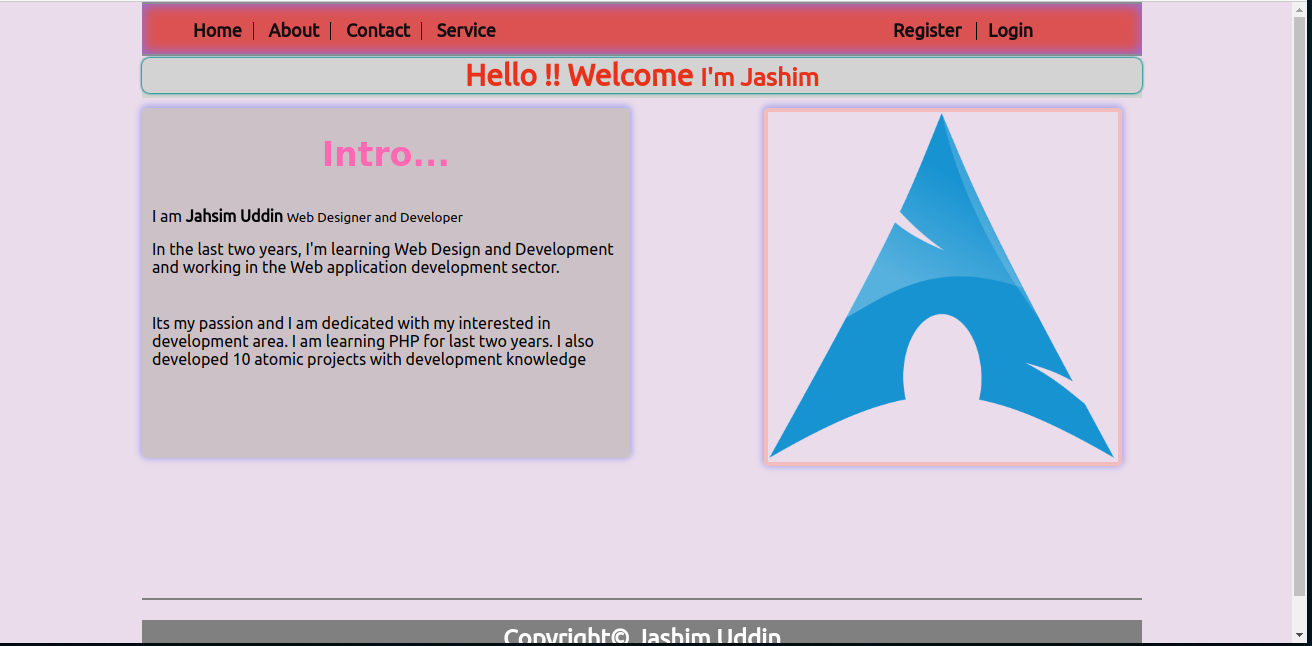 Home About Contact Service Register Login
Hello !! Welcome I'm Jashim
Intro...
I am Jahsim Uddin Web Designer and Developer
In the last two years, I'm learning Web Design and Development
and working in the Web application development sector.
Its my passion and I am dedicated with my interested in
development area. I am learning PHP for last two years. I also
developed 10 atomic projects with development knowledge
Copyright© Jashim Uddin